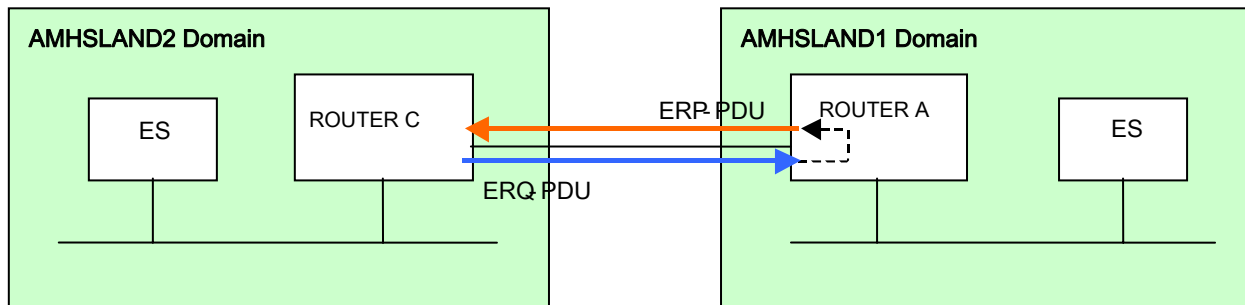 AMHSLAND2 Domain
AMHSLAND1 Domain
ES
ROUTER C
ERP-PDU
ROUTER A
ES
ERQ-PDU